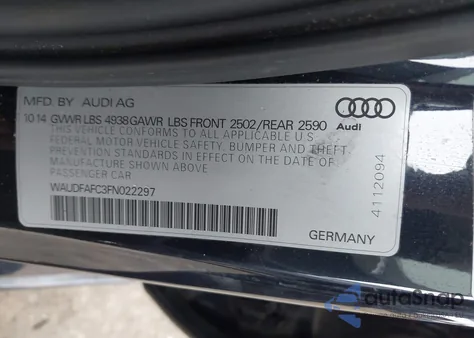 MFD. BY AUDI AG
10 14 GVWR LBS 4938 GAWR LBS FRONT 2502/REAR 2590
THIS VEHICLE CONFORMS TO ALL APPLICABLE U.S.
FEDERAL MOTOR VEHICLE SAFETY, BUMPER AND THEFT
PREVENTION STANDARDS IN EFFECT ON THE DATE OF
MANUFACTURE SHOWN ABOVE
PASSENGER CAR
WAUDFAFC3FN022297
Audi
4112094
GERMANY
autoSnap